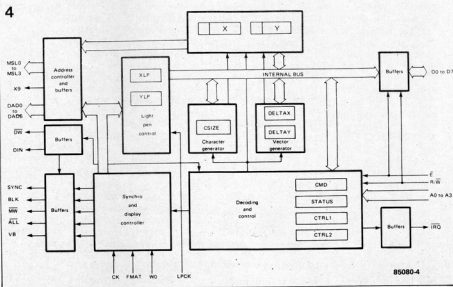 4
X Y
MSL0
to
MSL3
X9
DAD0
to
DAD6
Address
controller
and
buffers
XLP
YLP
Light
pen
control
INTERNAL BUS
Buffers
D0 to D7
DW
DIN
Buffers
CSIZE
Character
generator
DELTAX
DELTAY
Vector
generator
SYNC
BLK
MW
ALL
VB
Buffers
Synchro
and
display
controller
Decoding
and
control
CMD
STATUS
CTRL1
CTRL2
E
R/W
A0 to A3
Buffers
IRQ
CK FMAT W0 LPCK
85080-4